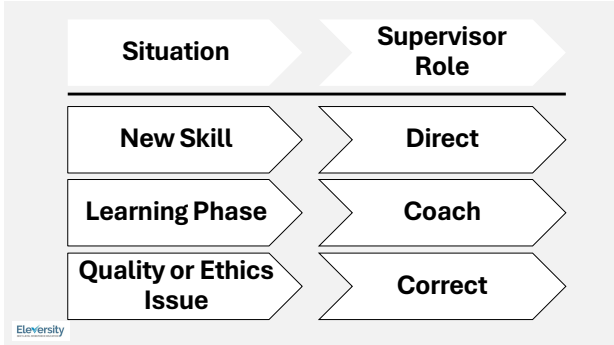 Situation
Supervisor
Role
New Skill
Direct
Learning Phase
Coach
Quality or Ethics
Issue
Correct
Eleversity